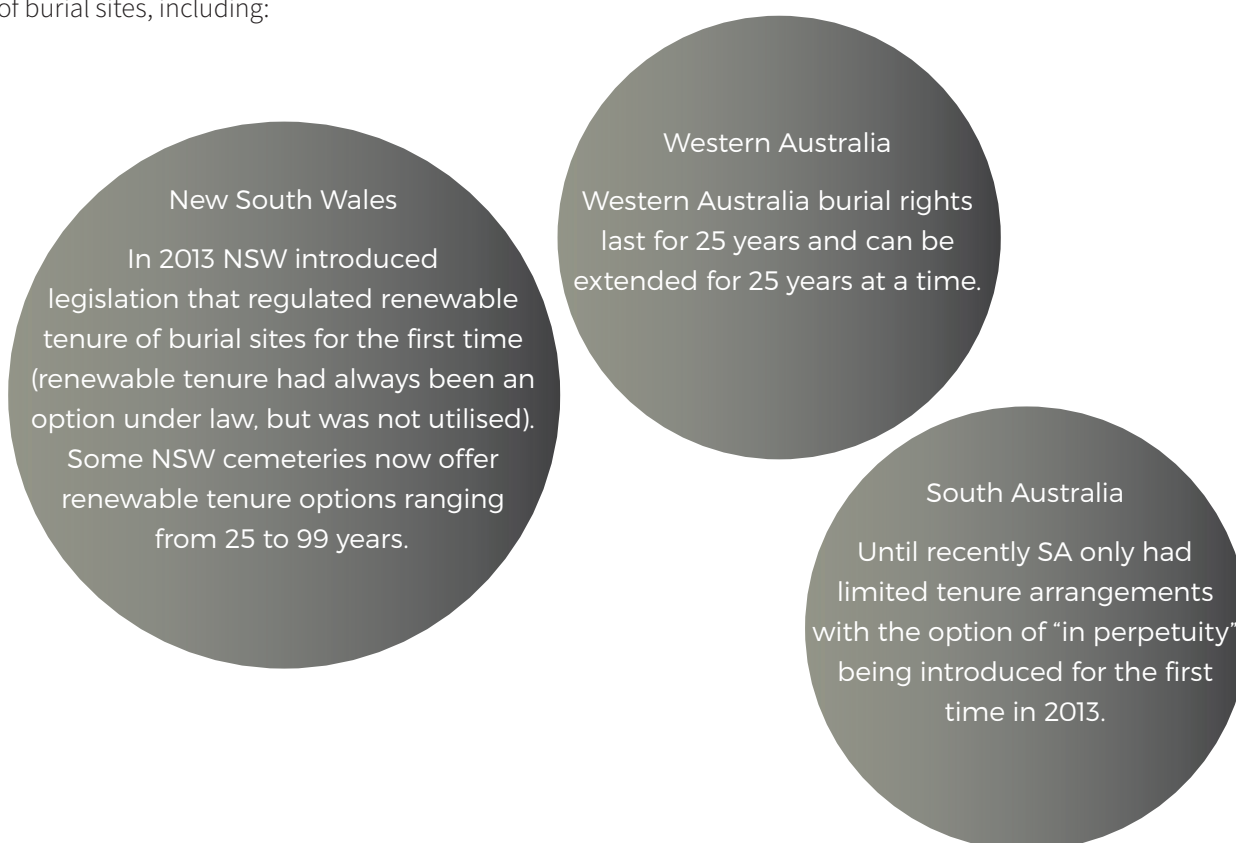 of burial sites, including:
New South Wales
In 2013 NSW introduced
legislation that regulated renewable
tenure of burial sites for the first time
(renewable tenure had always been an
option under law, but was not utilised).
Some NSW cemeteries now offer
renewable tenure options ranging
from 25 to 99 years.
Western Australia
Western Australia burial rights
last for 25 years and can be
extended for 25 years at a time.
South Australia
Until recently SA only had
limited tenure arrangements
with the option of “in perpetuity”
being introduced for the first
time in 2013.